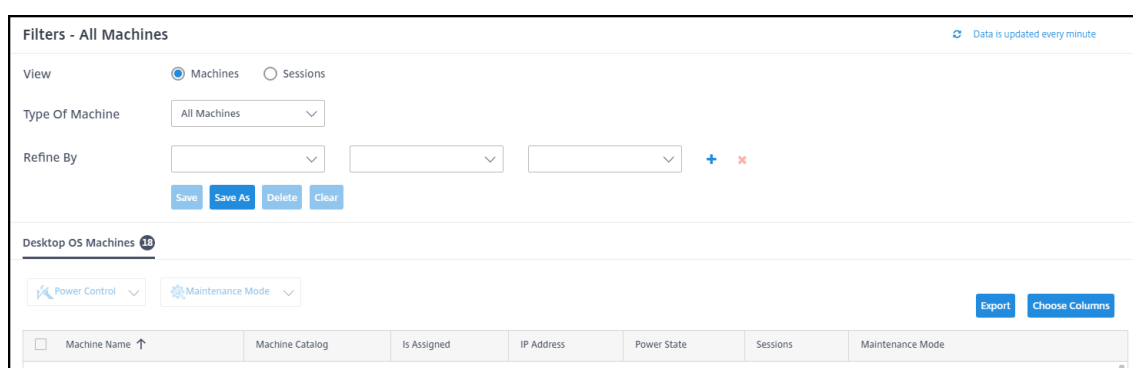 Filters - All Machines
Data is updated every minute
View
Machines
Sessions
Type Of Machine
All Machines
Refine By
Save
Save As
Delete
Clear
Desktop OS Machines 18
Power Control
Maintenance Mode
Export
Choose Columns
Machine Name
Machine Catalog
Is Assigned
IP Address
Power State
Sessions
Maintenance Mode